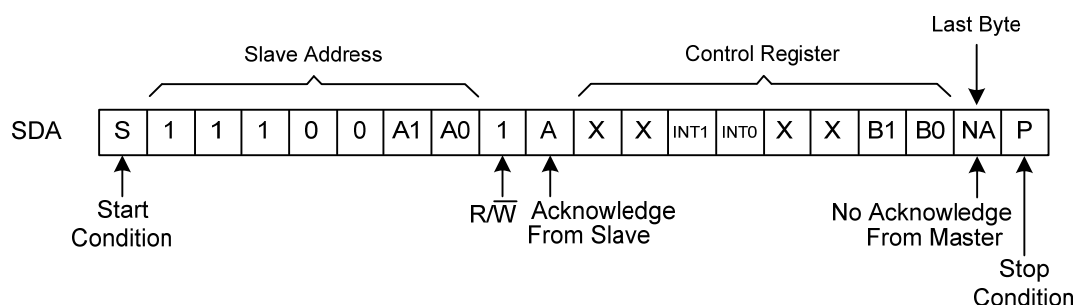 Last Byte
Slave Address
Control Register
SDA S 1 1 1 0 0 A1 A0 1 A X X INT1 INT0 X X B1 B0 NA P
Start
Condition
R/W̅
Acknowledge
From Slave
No Acknowledge
From Master
Stop
Condition